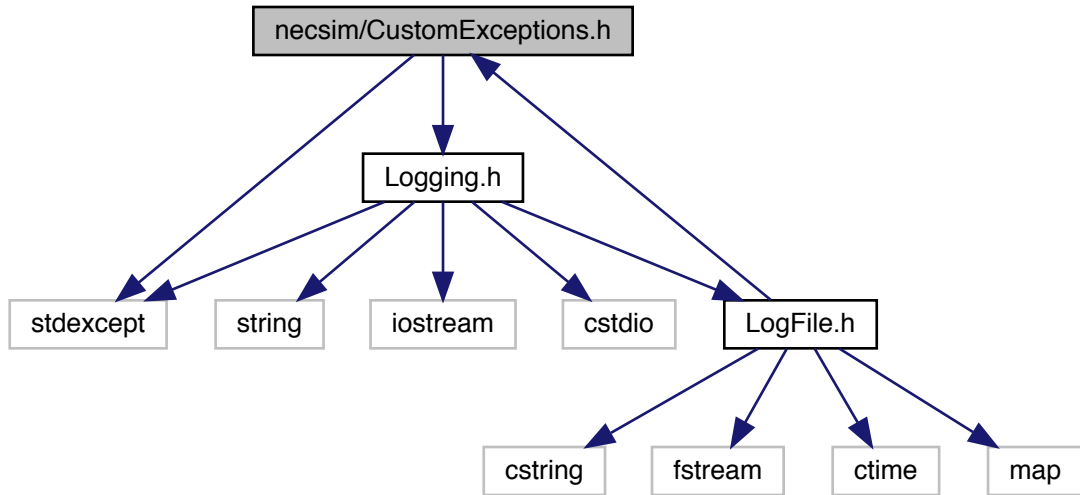 necsim/CustomExceptions.h
Logging.h
stdexcept
string
iostream
cstdio
LogFile.h
cstring
fstream
ctime
map